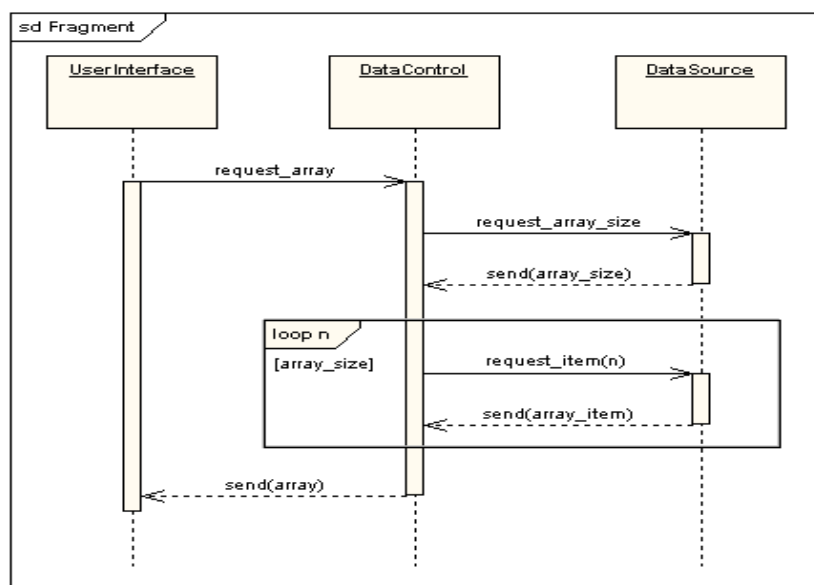 sd Fragment
UserInterface
DataControl
DataSource
request_array
request_array_size
send(array_size)
loop n
[array_size]
request_item(n)
send(array_item)
send(array)